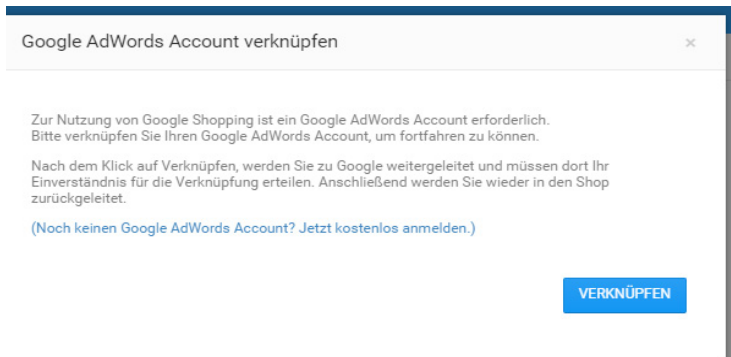 Google AdWords Account verknüpfen
×
Zur Nutzung von Google Shopping ist ein Google AdWords Account erforderlich.
Bitte verknüpfen Sie Ihren Google AdWords Account, um fortfahren zu können.
Nach dem Klick auf Verknüpfen, werden Sie zu Google weitergeleitet und müssen dort Ihr
Einverständnis für die Verknüpfung erteilen. Anschließend werden Sie wieder in den Shop
zurückgeleitet.
(Noch keinen Google AdWords Account? Jetzt kostenlos anmelden.)
VERKNÜPFEN